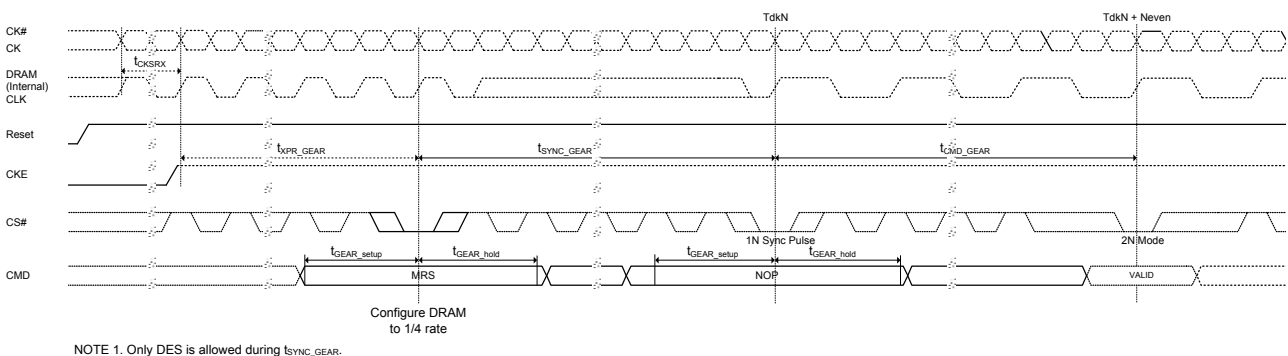 TdkN
TdkN + Neven
CK#
CK
tCKSRX
DRAM
(Internal)
CLK
Reset
tXPR_GEAR
tSYNC_GEAR
tCMD_GEAR
CKE
CS#
1N Sync Pulse
2N Mode
tGEAR_setup
tGEAR_hold
tGEAR_setup
tGEAR_hold
CMD
MRS
NOP
VALID
Configure DRAM
to 1/4 rate
NOTE 1. Only DES is allowed during tSYNC_GEAR.